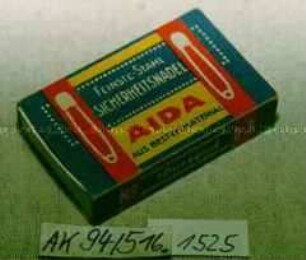 FEINSTE-STAHL
SICHERHEITSNADEL
AIDA
AUS BESTEM MATERIAL
AK 94/516. 1525